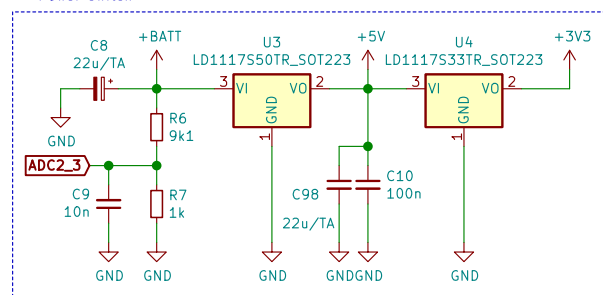 +BATT
C8
22u/TA
U3
LD1117S50TR_SOT223
+5V
U4
LD1117S33TR_SOT223
+3V3
3 VI VO 2
GND
1
3 VI VO 2
GND
1
GND
R6
9k1
ADC2_3
C9
10n
R7
1k
C98
22u/TA
C10
100n
GND
GND
GND
GND
GND
GND